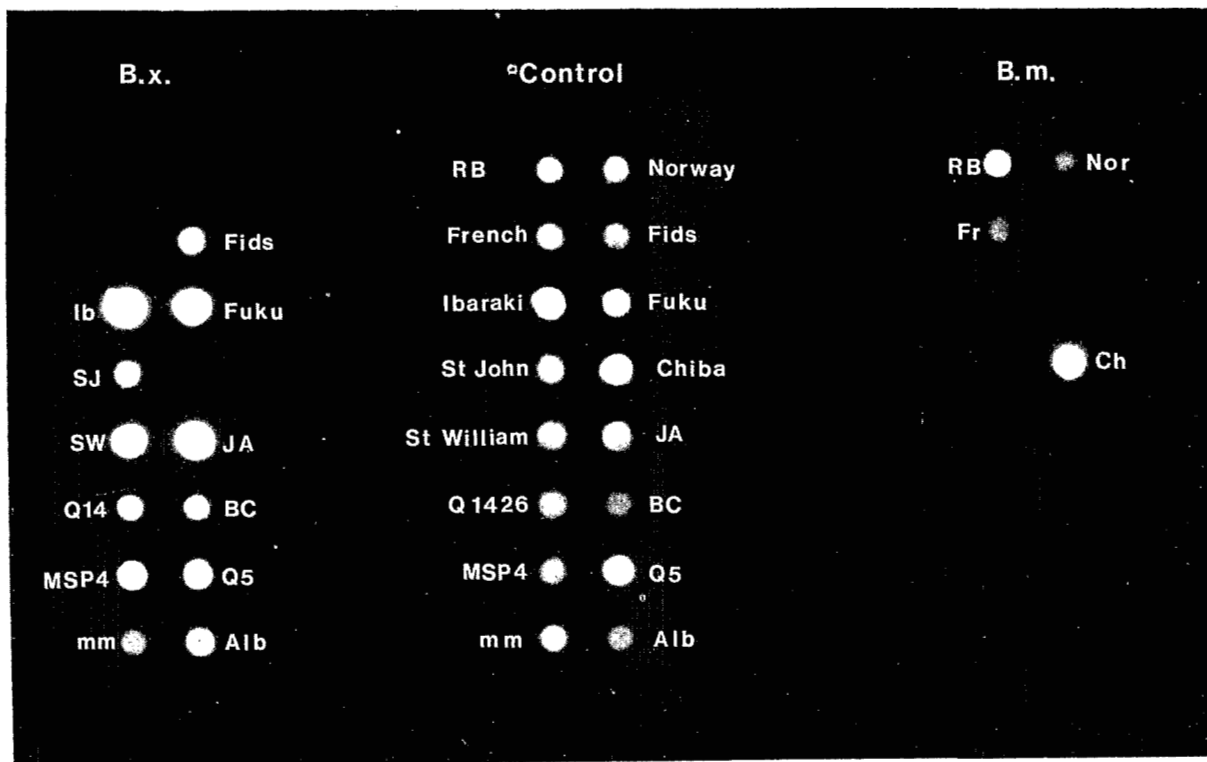 B.x. Control B.m.
RB Norway RB Nor
Fids French Fids Fr
Ib Fuku Ibaraki Fuku
SJ St John Chiba Ch
SW JA St William JA
Q14 BC Q1426 BC
MSP4 Q5 MSP4 Q5
mm Alb mm Alb